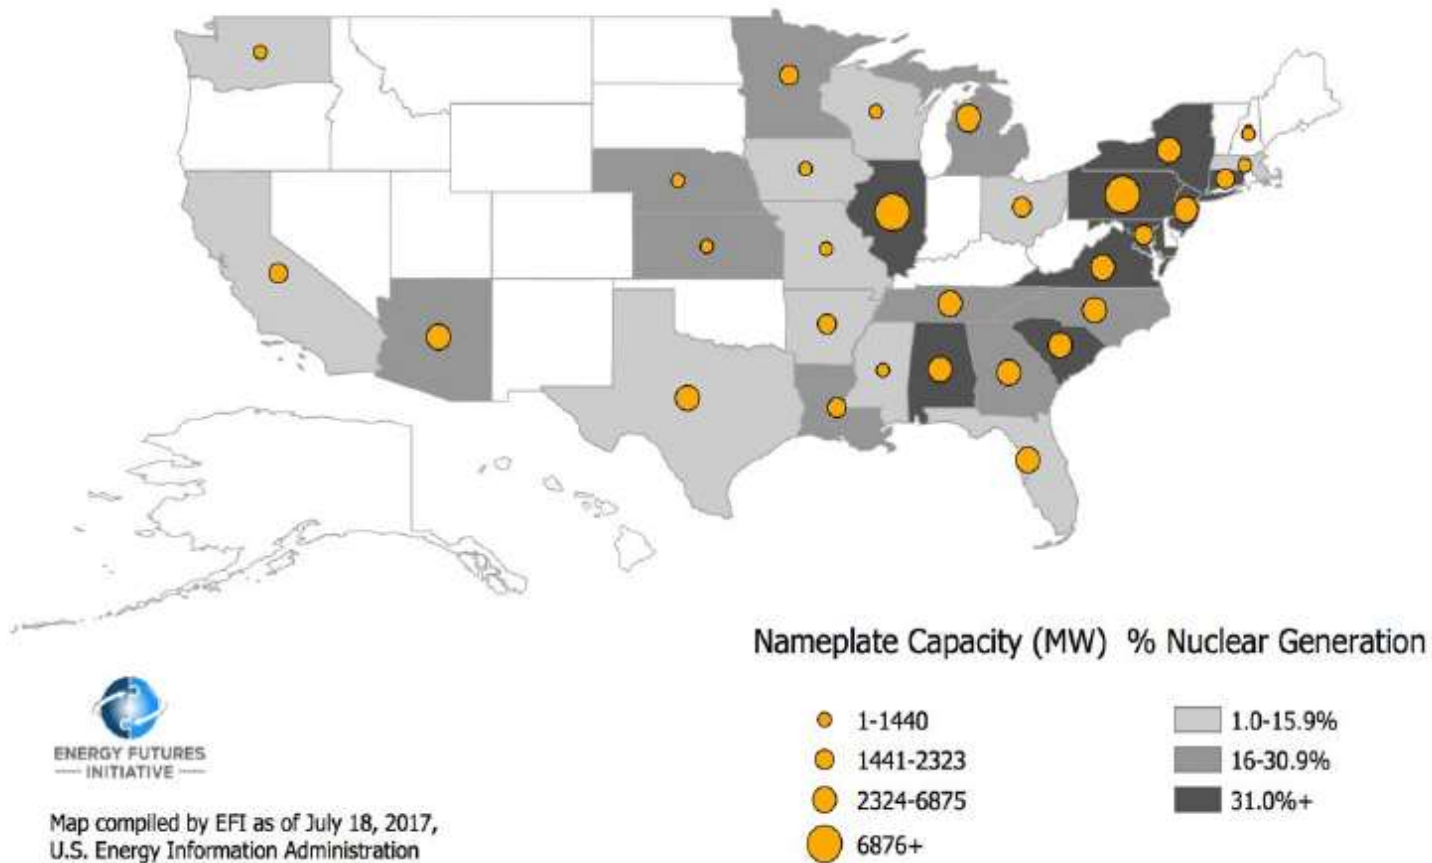 Nameplate Capacity (MW) % Nuclear Generation
1-1440
1441-2323
2324-6875
6876+
1.0-15.9%
16-30.9%
31.0%+
ENERGY FUTURES
INITIATIVE
Map compiled by EFI as of July 18, 2017,
U.S. Energy Information Administration